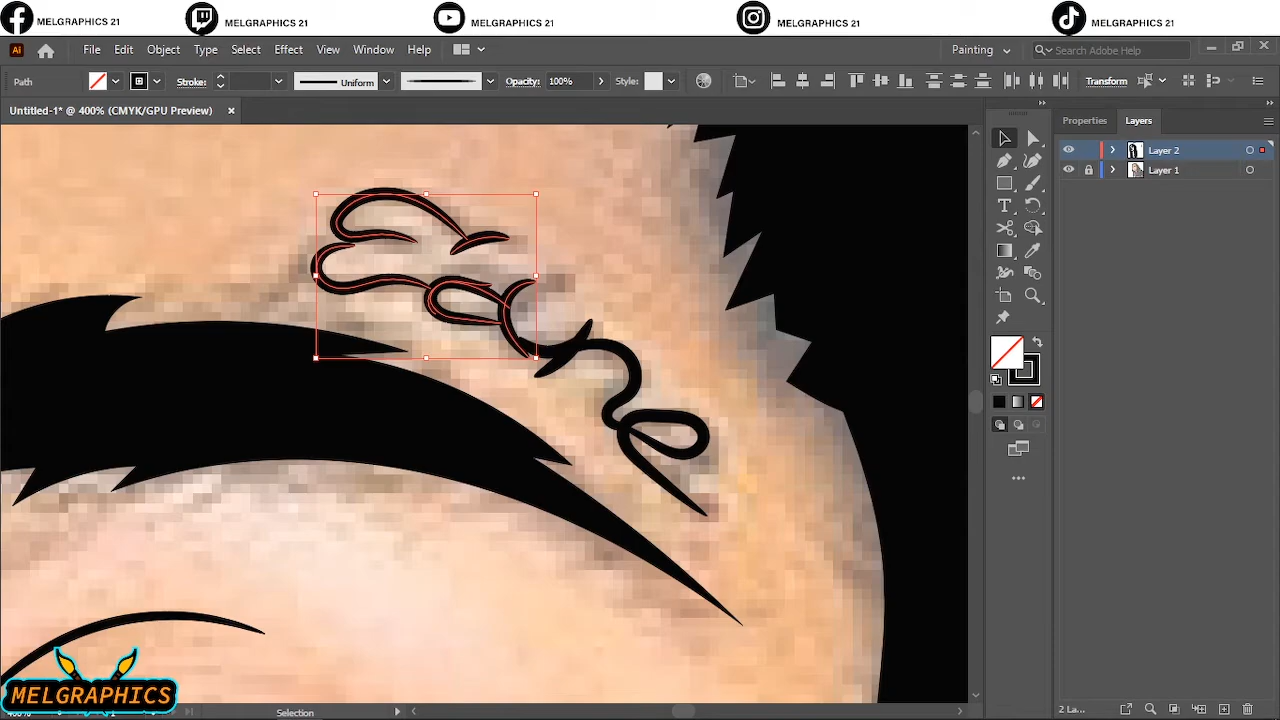 MELGRAPHICS 21
MELGRAPHICS 21
MELGRAPHICS 21
MELGRAPHICS 21
MELGRAPHICS 21
Ai File Edit Object Type Select Effect View Window Help Painting Search Adobe Help
Path Stroke: Uniform Opacity: 100% Style: Transform
Untitled-1* @ 400% (CMYK/GPU Preview)
Properties Layers
Layer 2
Layer 1
MELGRAPHICS
Selection
2 La...